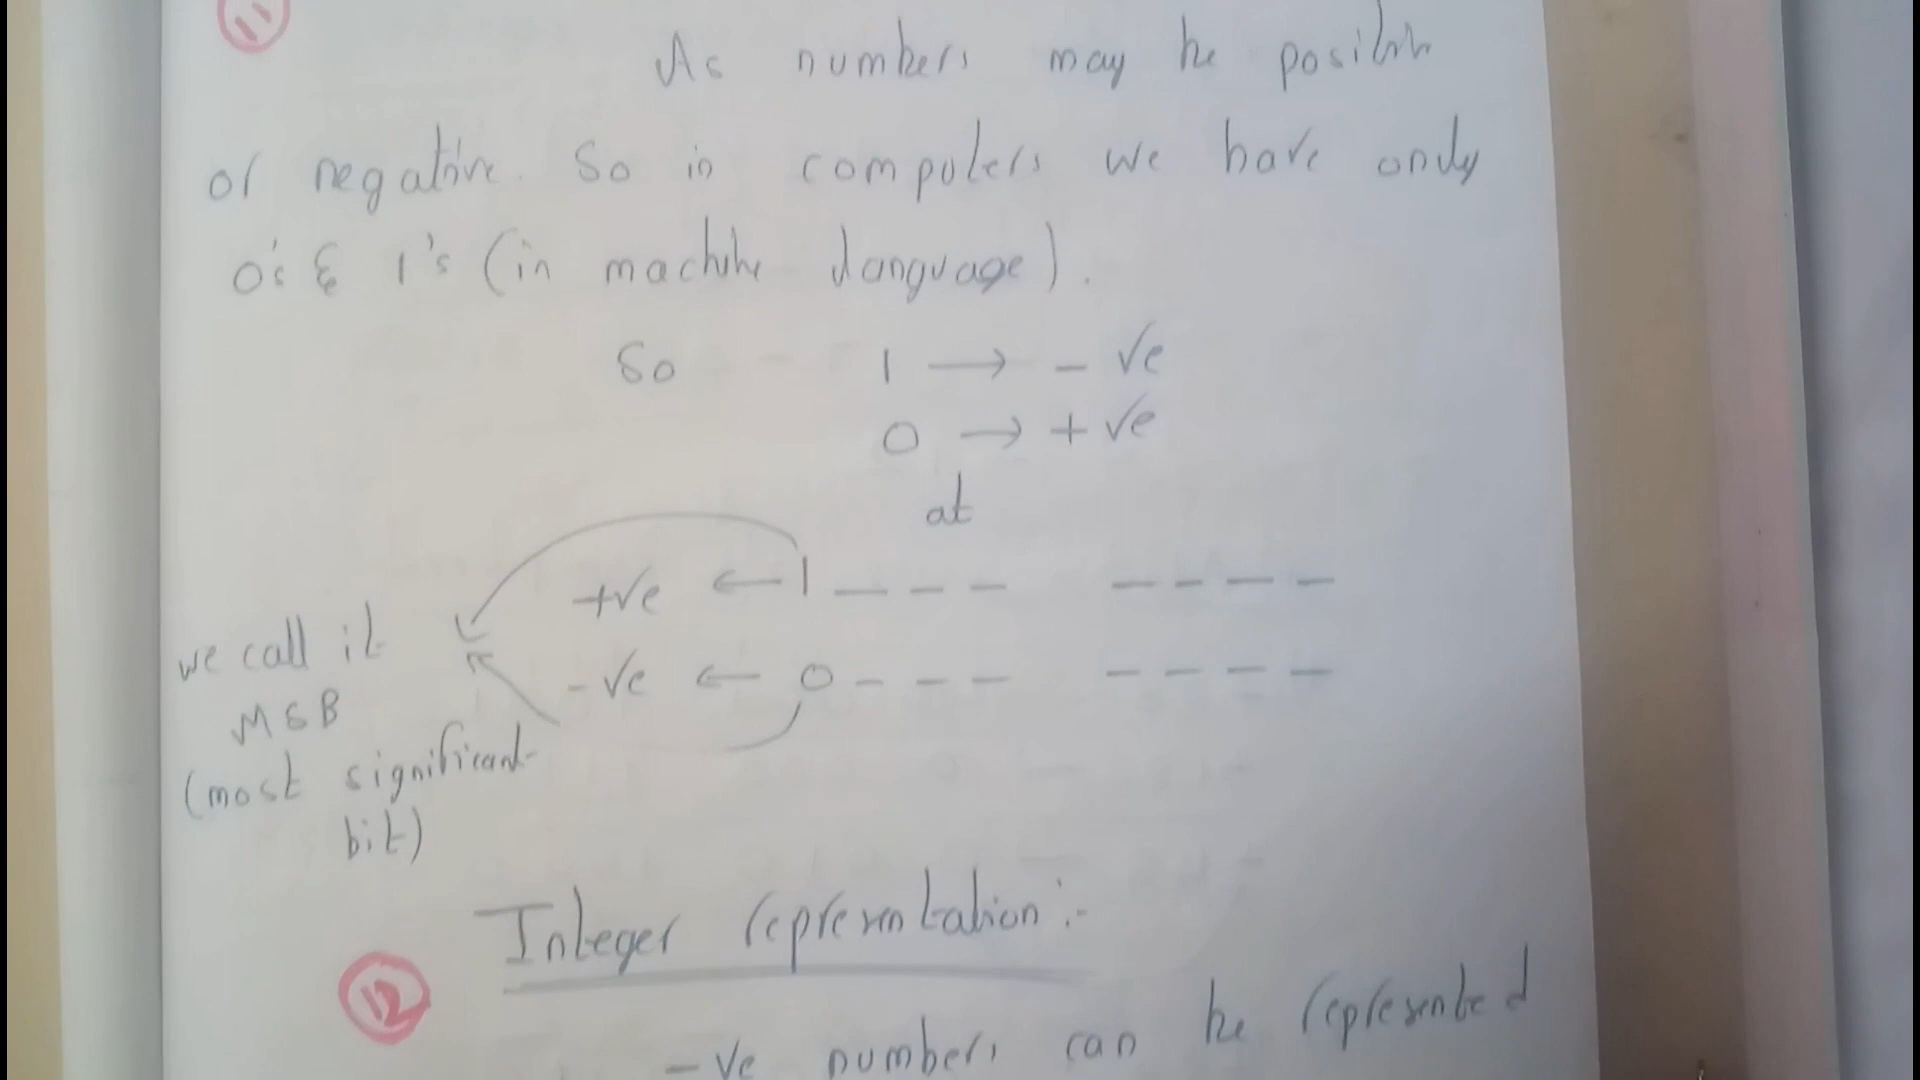 11
As numbers may be positive
or negative. So in computers we have only
0's & 1's (in machine language).
So 1 → - ve
0 → + ve
at
+ve ← 1 _ _ _ _ _ _ _
-ve ← 0 _ _ _ _ _ _ _
we call it
MSB
(most significant
bit)
Integer representation :-
12
- ve numbers can be represented